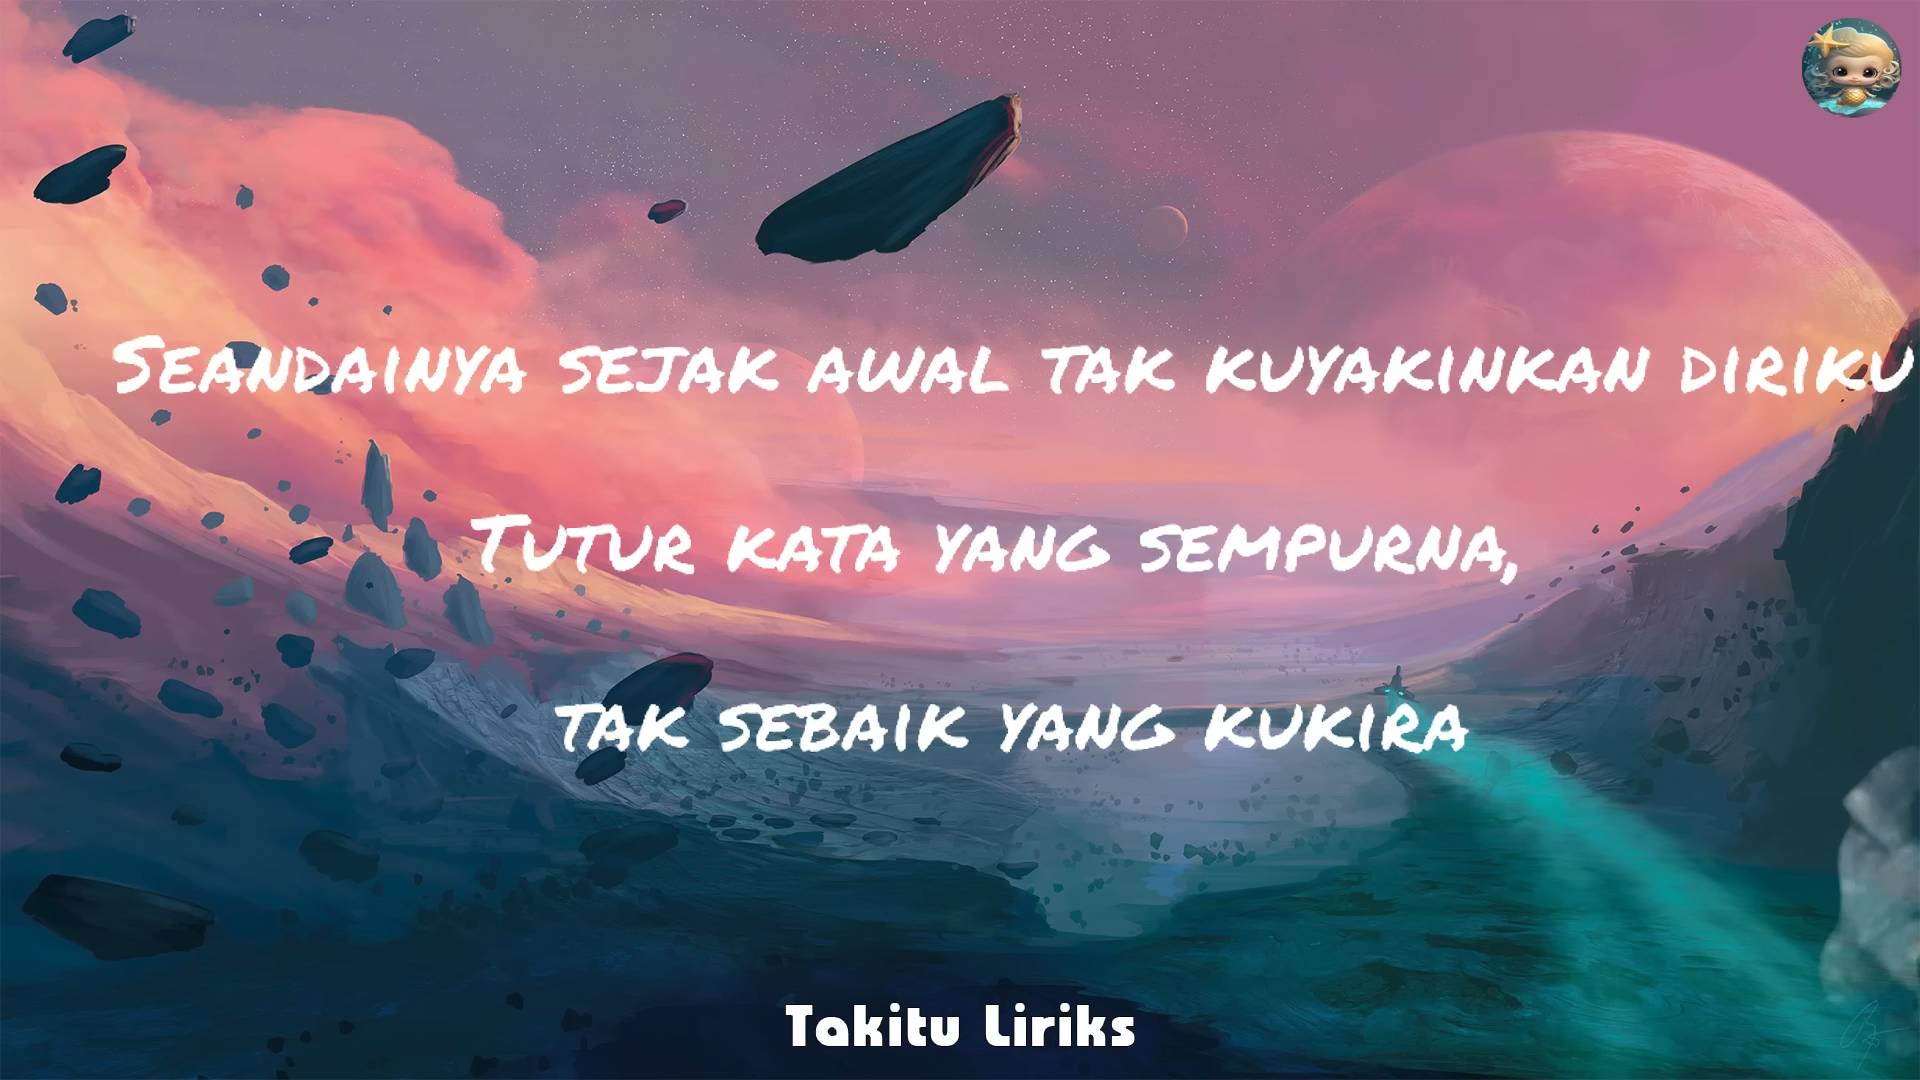 Seandainya sejak awal tak kuyakinkan diriku
Tutur kata yang sempurna,
tak sebaik yang kukira
Takitu Liriks